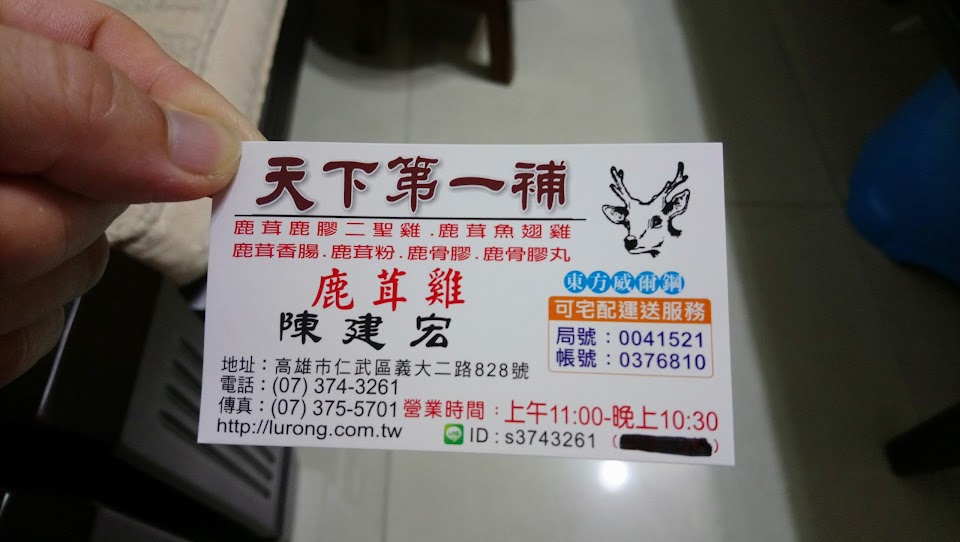 天下第一補
鹿茸鹿膠二聖雞.鹿茸魚翅雞
鹿茸香腸.鹿茸粉.鹿骨膠.鹿骨膠丸
鹿茸雞
陳建宏
東方威爾鋼
可宅配運送服務
局號：0041521
帳號：0376810
地址：高雄市仁武區義大二路828號
電話：(07) 374-3261
傳真：(07) 375-5701 營業時間：上午11:00-晚上10:30
http://lurong.com.tw
LINE ID : s3743261 ( )